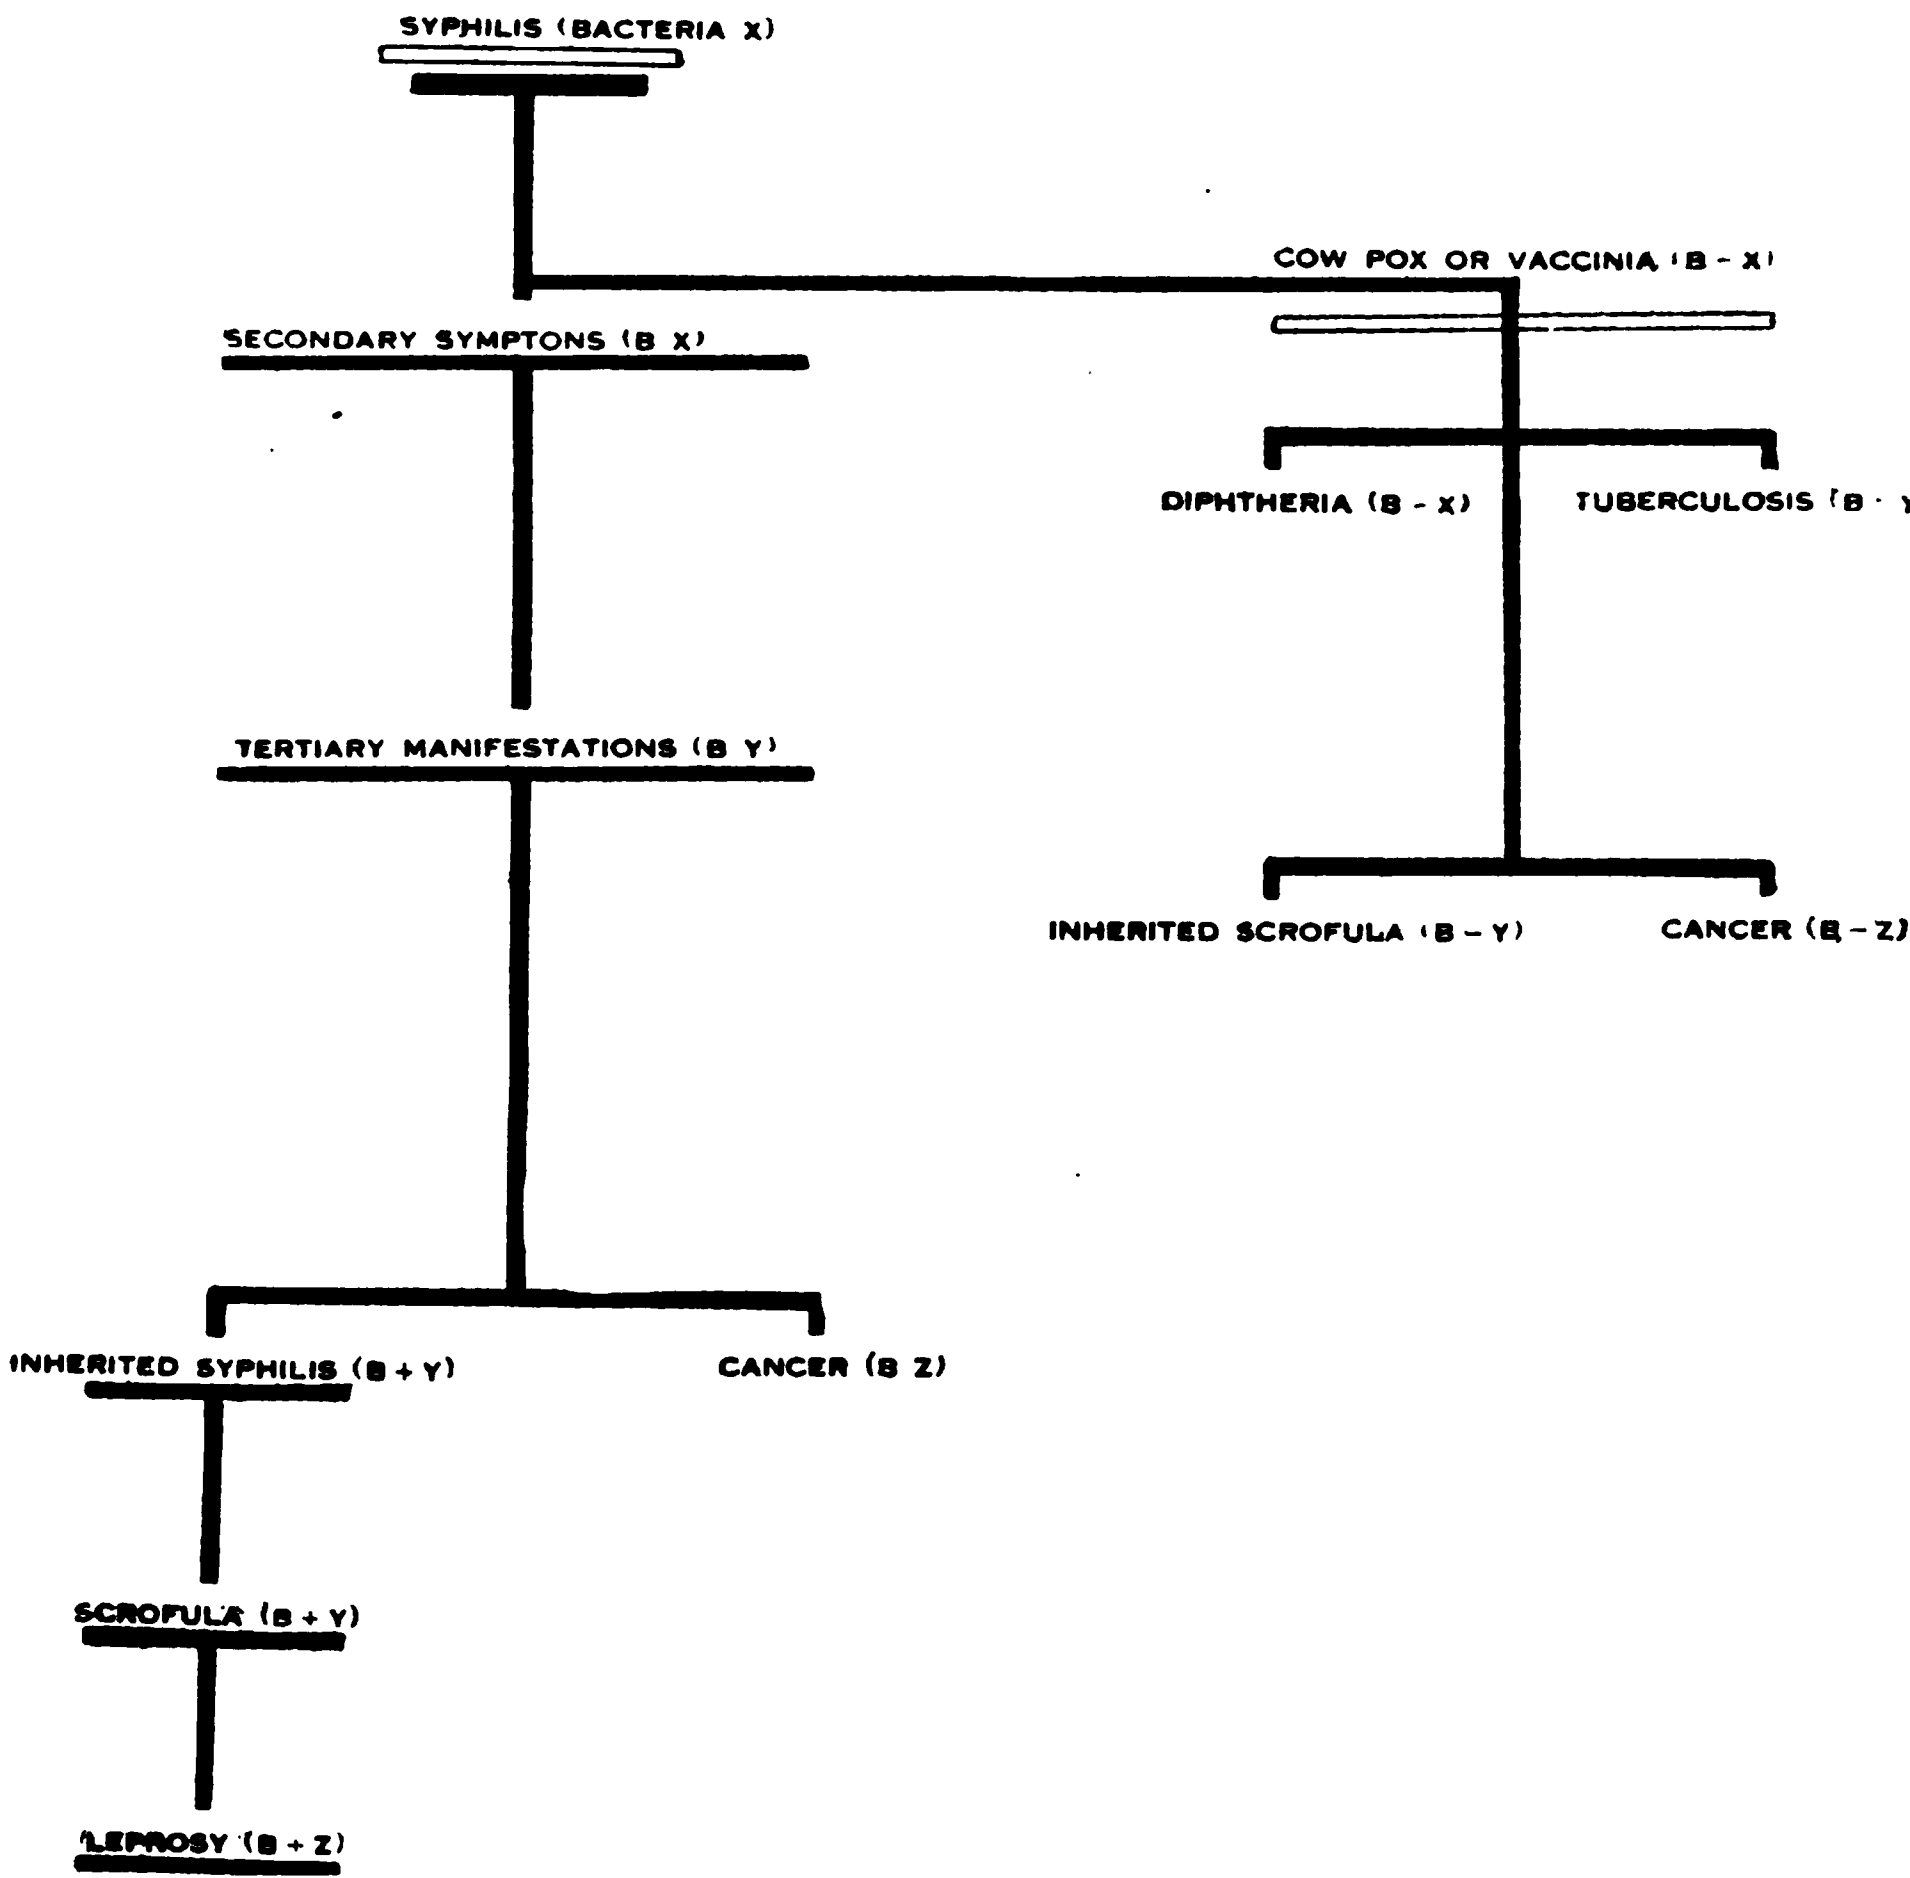 SYPHILIS (BACTERIA X)
COW POX OR VACCINIA (B - X)
SECONDARY SYMPTONS (B X)
DIPHTHERIA (B - X)
TUBERCULOSIS (B - Y
TERTIARY MANIFESTATIONS (B Y)
INHERITED SCROFULA (B - Y)
CANCER (B - Z)
INHERITED SYPHILIS (B + Y)
CANCER (B Z)
SCROFULA (B + Y)
LEPROSY (B + Z)